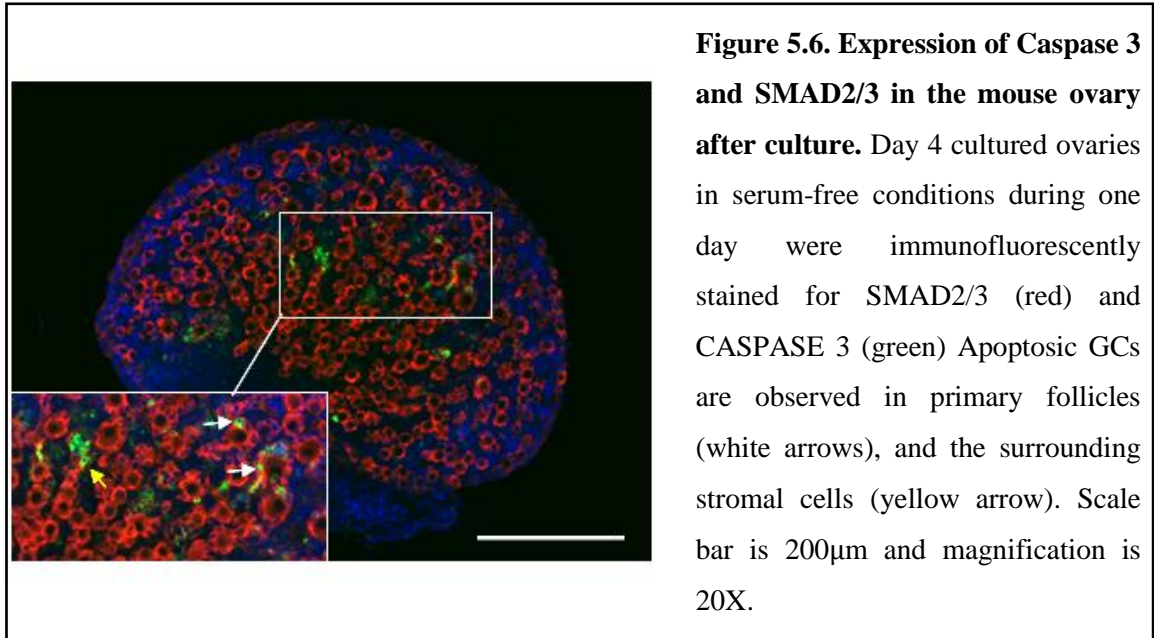 Figure 5.6. Expression of Caspase 3
and SMAD2/3 in the mouse ovary
after culture. Day 4 cultured ovaries
in serum-free conditions during one
day were immunofluorescently
stained for SMAD2/3 (red) and
CASPASE 3 (green) Apoptosic GCs
are observed in primary follicles
(white arrows), and the surrounding
stromal cells (yellow arrow). Scale
bar is 200μm and magnification is
20X.